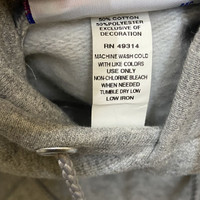 50% COTTON
50% POLYESTER
EXCLUSIVE OF
DECORATION
RN 49314
MACHINE WASH COLD
WITH LIKE COLORS
USE ONLY
NON-CHLORINE BLEACH
WHEN NEEDED
TUMBLE DRY LOW
LOW IRON